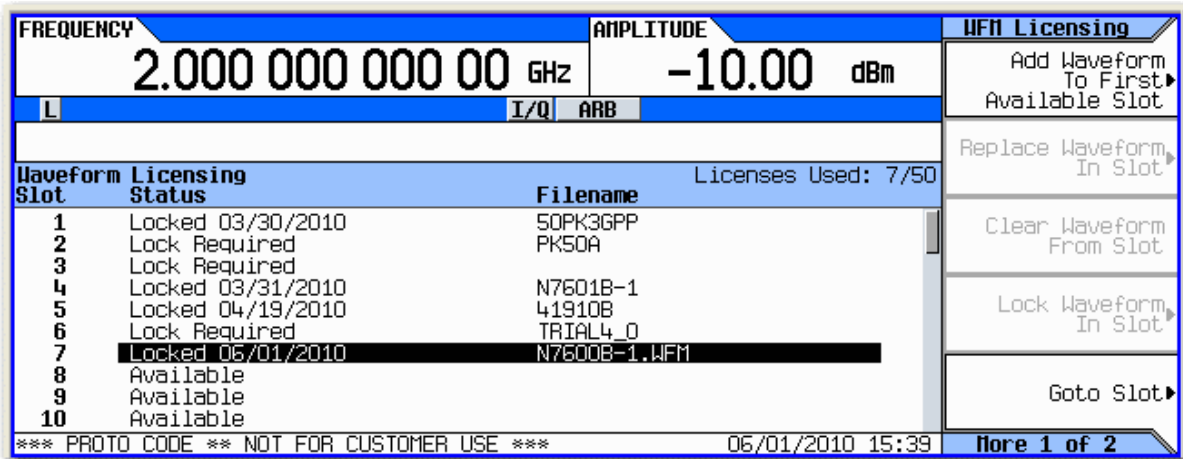 FREQUENCY AMPLITUDE
2.000 000 000 00 GHz -10.00 dBm
L I/Q ARB
Waveform Licensing Licenses Used: 7/50
Slot Status Filename
1 Locked 03/30/2010 50PK3GPP
2 Lock Required PK50A
3 Lock Required
4 Locked 03/31/2010 N7601B-1
5 Locked 04/19/2010 41910B
6 Lock Required TRIAL4_0
7 Locked 06/01/2010 N7600B-1.WFM
8 Available
9 Available
10 Available
*** PROTO CODE ** NOT FOR CUSTOMER USE *** 06/01/2010 15:39
WFM Licensing
Add Waveform
To First
Available Slot
Replace Waveform
In Slot
Clear Waveform
From Slot
Lock Waveform
In Slot
Goto Slot
More 1 of 2